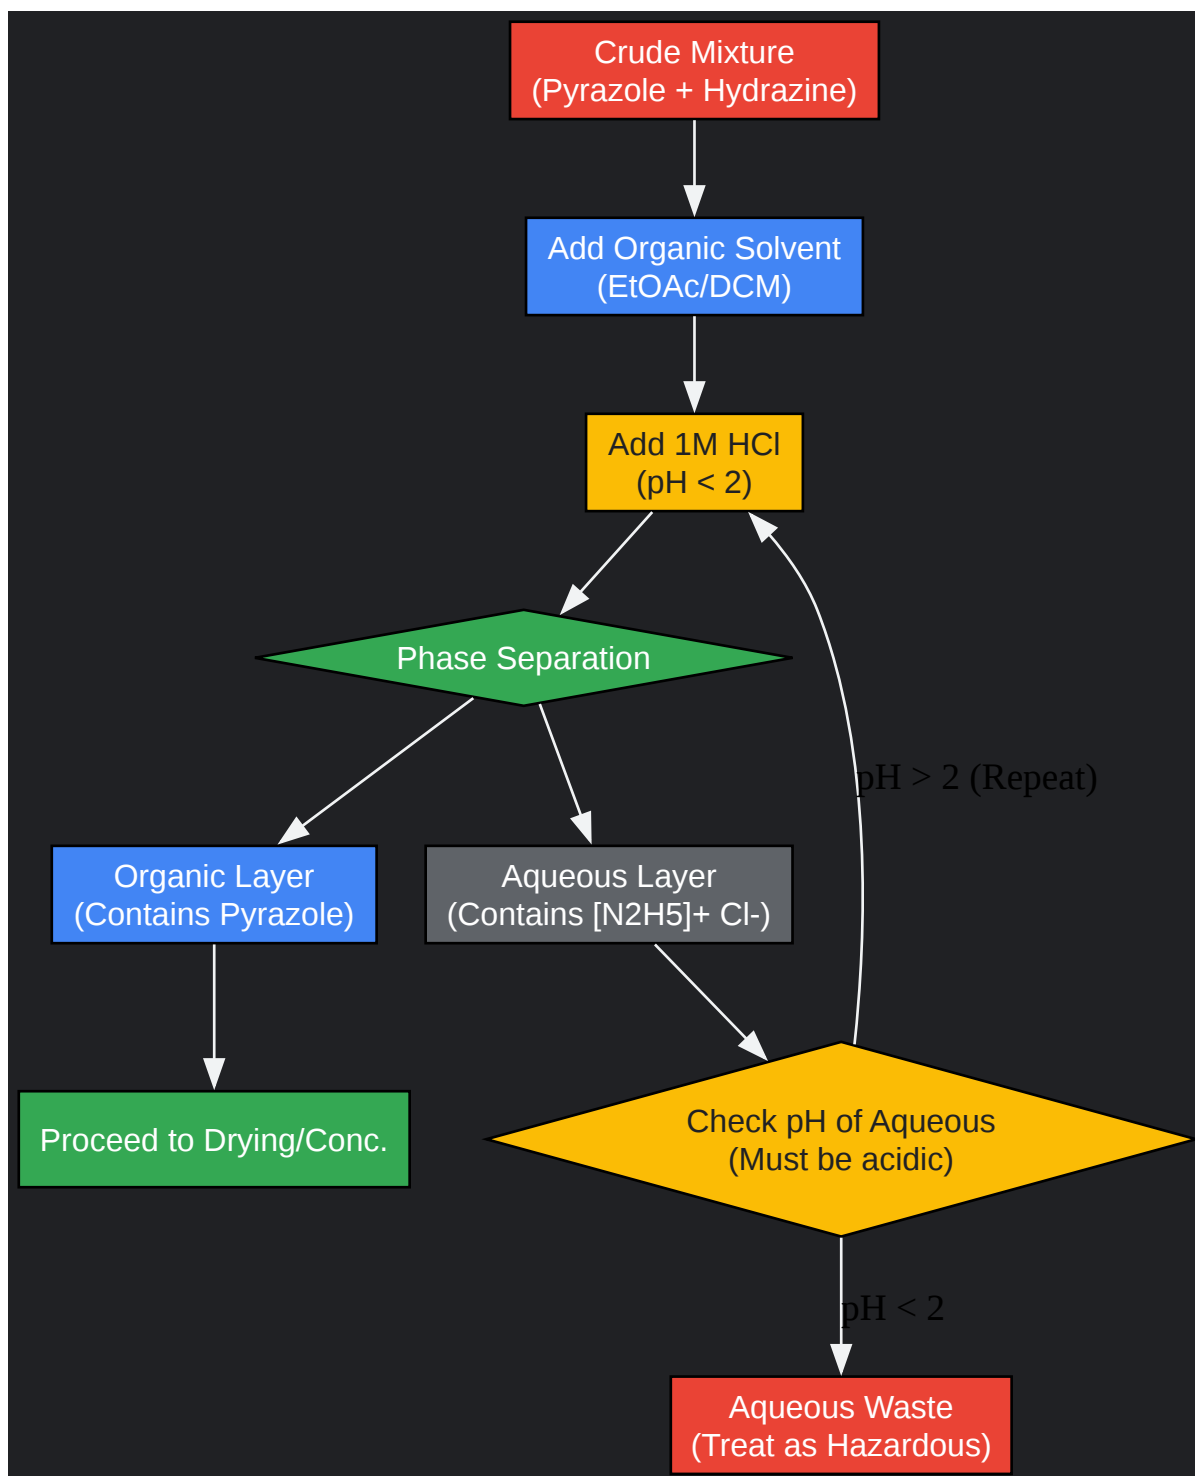 Crude Mixture
(Pyrazole + Hydrazine)
Add Organic Solvent
(EtOAc/DCM)
Add 1M HCl
(pH < 2)
Phase Separation
pH > 2 (Repeat)
Organic Layer
(Contains Pyrazole)
Aqueous Layer
(Contains [N2H5]+ Cl-)
Proceed to Drying/Conc.
Check pH of Aqueous
(Must be acidic)
pH < 2
Aqueous Waste
(Treat as Hazardous)